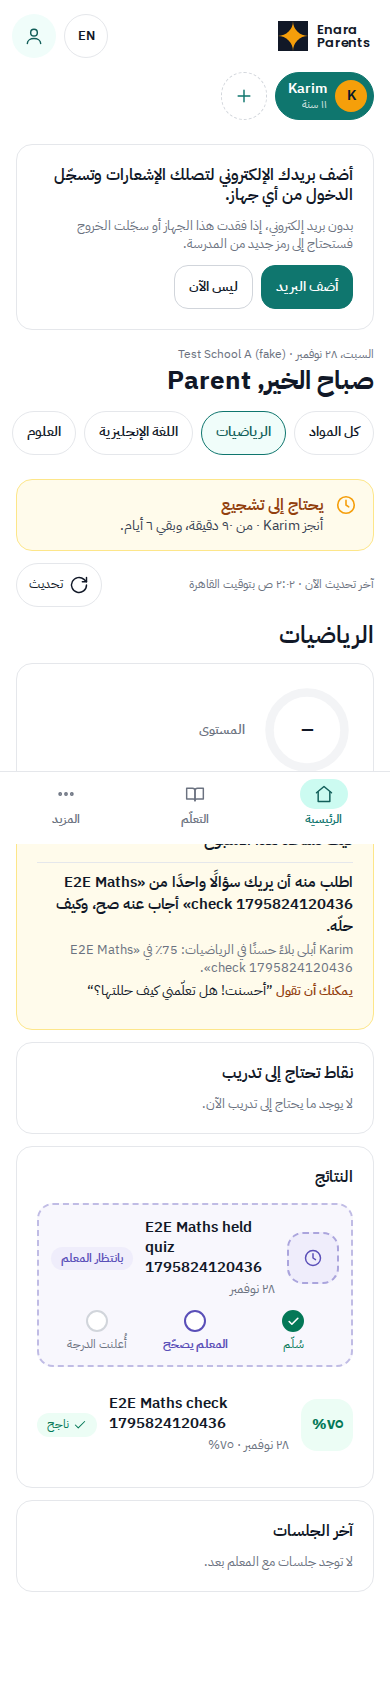 Enara
Parents
EN
K
Karim
١١ سنة
أضف بريدك الإلكتروني لتصلك الإشعارات وتسجّل
الدخول من أي جهاز.
بدون بريد إلكتروني، إذا فقدت هذا الجهاز أو سجّلت الخروج
فستحتاج إلى رمز جديد من المدرسة.
أضف البريد
ليس الآن
السبت، ٢٨ نوفمبر · Test School A (fake)
صباح الخير, Parent
كل المواد
الرياضيات
اللغة الإنجليزية
العلوم
يحتاج إلى تشجيع
أنجز Karim ٠ من ٩٠ دقيقة، وبقي ٦ أيام.
آخر تحديث الآن · ٢:٠٢ ص بتوقيت القاهرة
تحديث
الرياضيات
–
المستوى
الرئيسية
التعلّم
المزيد
اطلب منه أن يريك سؤالًا واحدًا من «E2E Maths
check 1795824120436» أجاب عنه صح، وكيف
حلّه.
Karim أبلى بلاءً حسنًا في الرياضيات: 75٪ في «E2E Maths
check 1795824120436».
يمكنك أن تقول ”أحسنت! هل تعلّمني كيف حللتها؟“
نقاط تحتاج إلى تدريب
لا يوجد ما يحتاج إلى تدريب الآن.
النتائج
E2E Maths held
quiz
1795824120436
٢٨ نوفمبر
بانتظار المعلم
سُلّم
المعلم يصحّح
أُعلنت الدرجة
%٧٥
E2E Maths check
1795824120436
٢٨ نوفمبر · ٧٥%
ناجح
آخر الجلسات
لا توجد جلسات مع المعلم بعد.